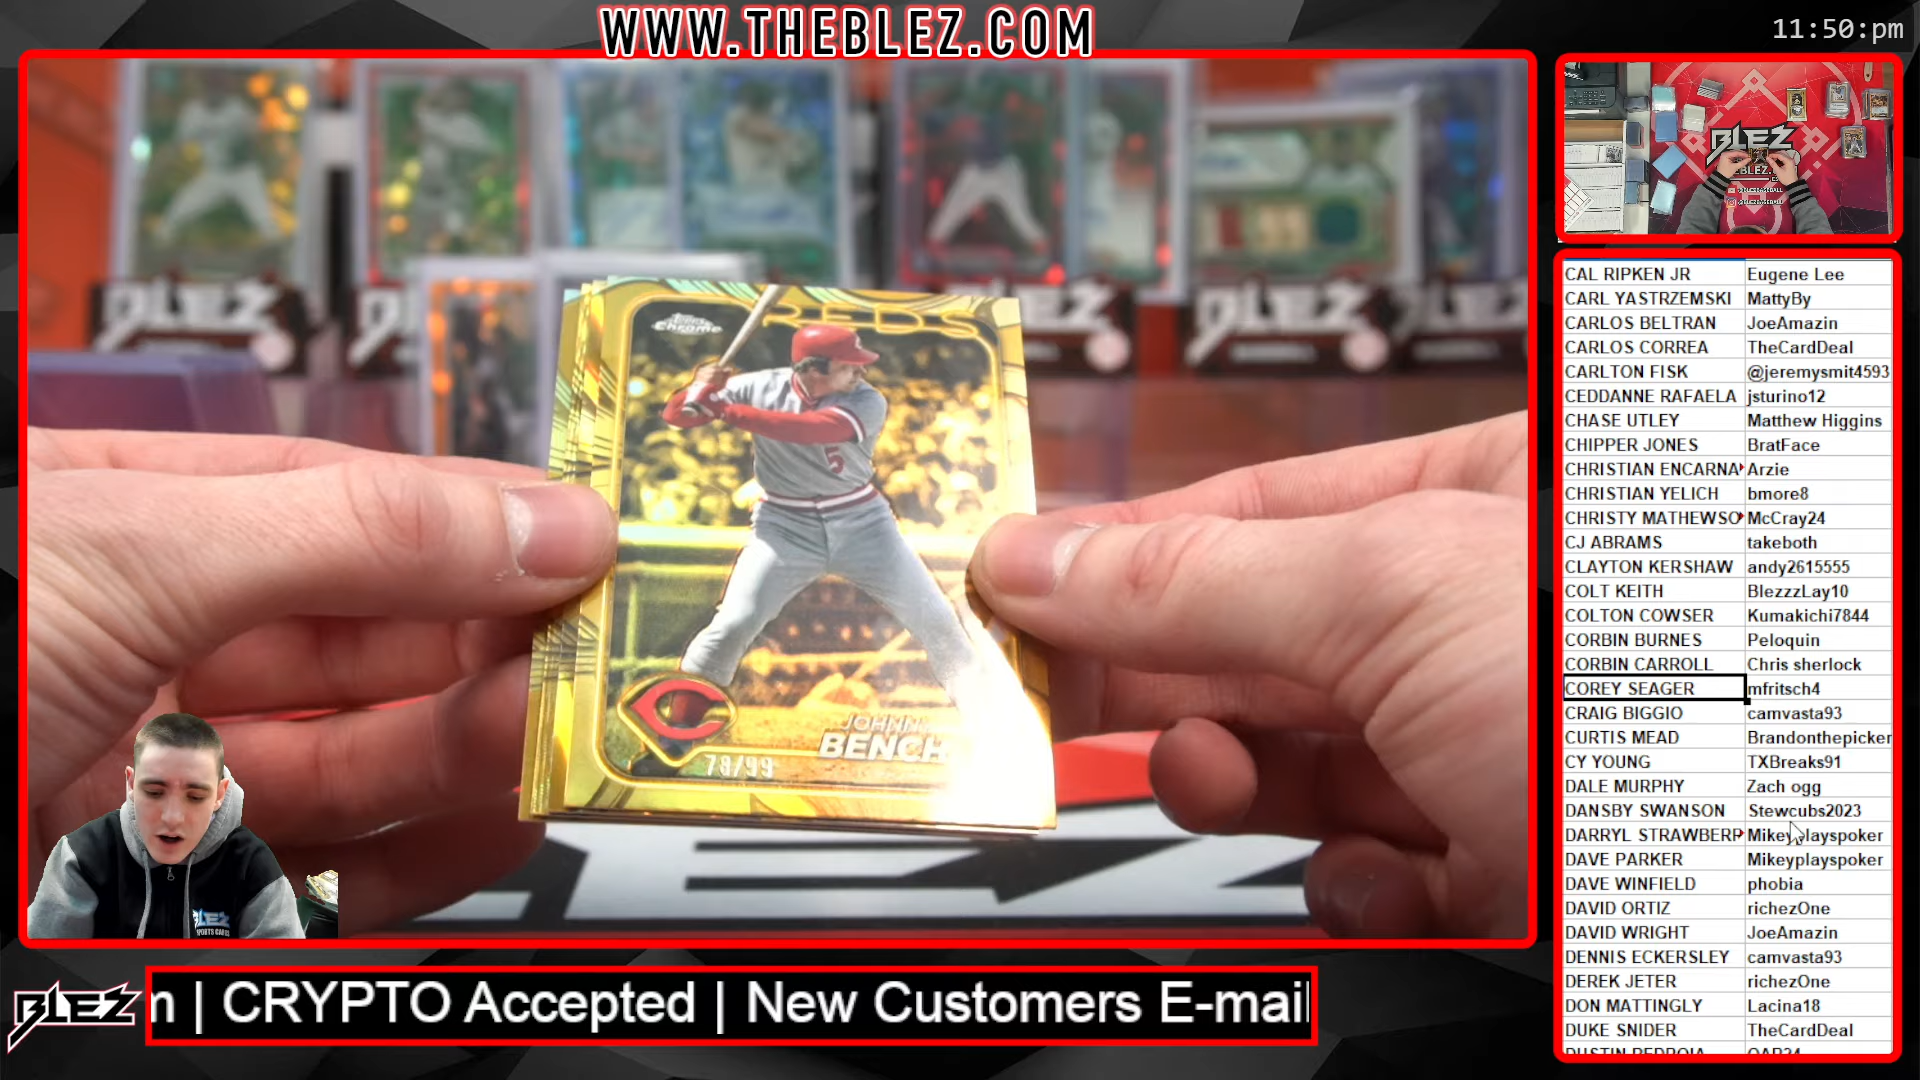 WWW.THEBLEZ.COM
11:50:pm
REDS
Topps
Chrome
5
JOHNNY
BENCH
78/99
BLEZ
CAL RIPKEN JR Eugene Lee
CARL YASTRZEMSKI MattyBy
CARLOS BELTRAN JoeAmazin
CARLOS CORREA TheCardDeal
CARLTON FISK @jeremysmit4593
CEDDANNE RAFAELA jsturino12
CHASE UTLEY Matthew Higgins
CHIPPER JONES BratFace
CHRISTIAN ENCARNA Arzie
CHRISTIAN YELICH bmore8
CHRISTY MATHEWSO McCray24
CJ ABRAMS takeboth
CLAYTON KERSHAW andy2615555
COLT KEITH BlezzzLay10
COLTON COWSER Kumakichi7844
CORBIN BURNES Peloquin
CORBIN CARROLL Chris sherlock
COREY SEAGER mfritsch4
CRAIG BIGGIO camvasta93
CURTIS MEAD Brandonthepicker
CY YOUNG TXBreaks91
DALE MURPHY Zach ogg
DANSBY SWANSON Stewcubs2023
DARRYL STRAWBERR Mikeyplayspoker
DAVE PARKER Mikeyplayspoker
DAVE WINFIELD phobia
DAVID ORTIZ richezOne
DAVID WRIGHT JoeAmazin
DENNIS ECKERSLEY camvasta93
DEREK JETER richezOne
DON MATTINGLY Lacina18
DUKE SNIDER TheCardDeal
BLEZ
m | CRYPTO Accepted | New Customers E-mail